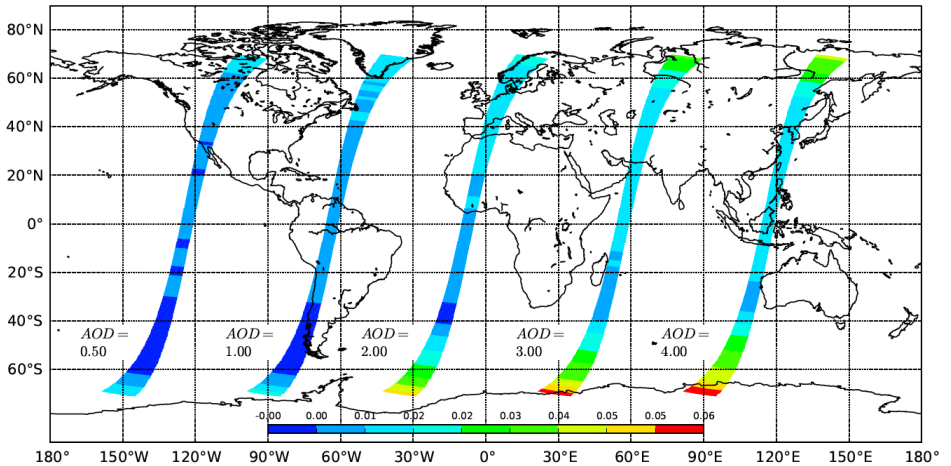 80°N
60°N
40°N
20°N
0°
20°S
40°S
60°S
AOD = 0.50
AOD = 1.00
AOD = 2.00
AOD = 3.00
AOD = 4.00
-0.00 0.00 0.01 0.02 0.02 0.03 0.04 0.05 0.05 0.06
180° 150°W 120°W 90°W 60°W 30°W 0° 30°E 60°E 90°E 120°E 150°E 180°